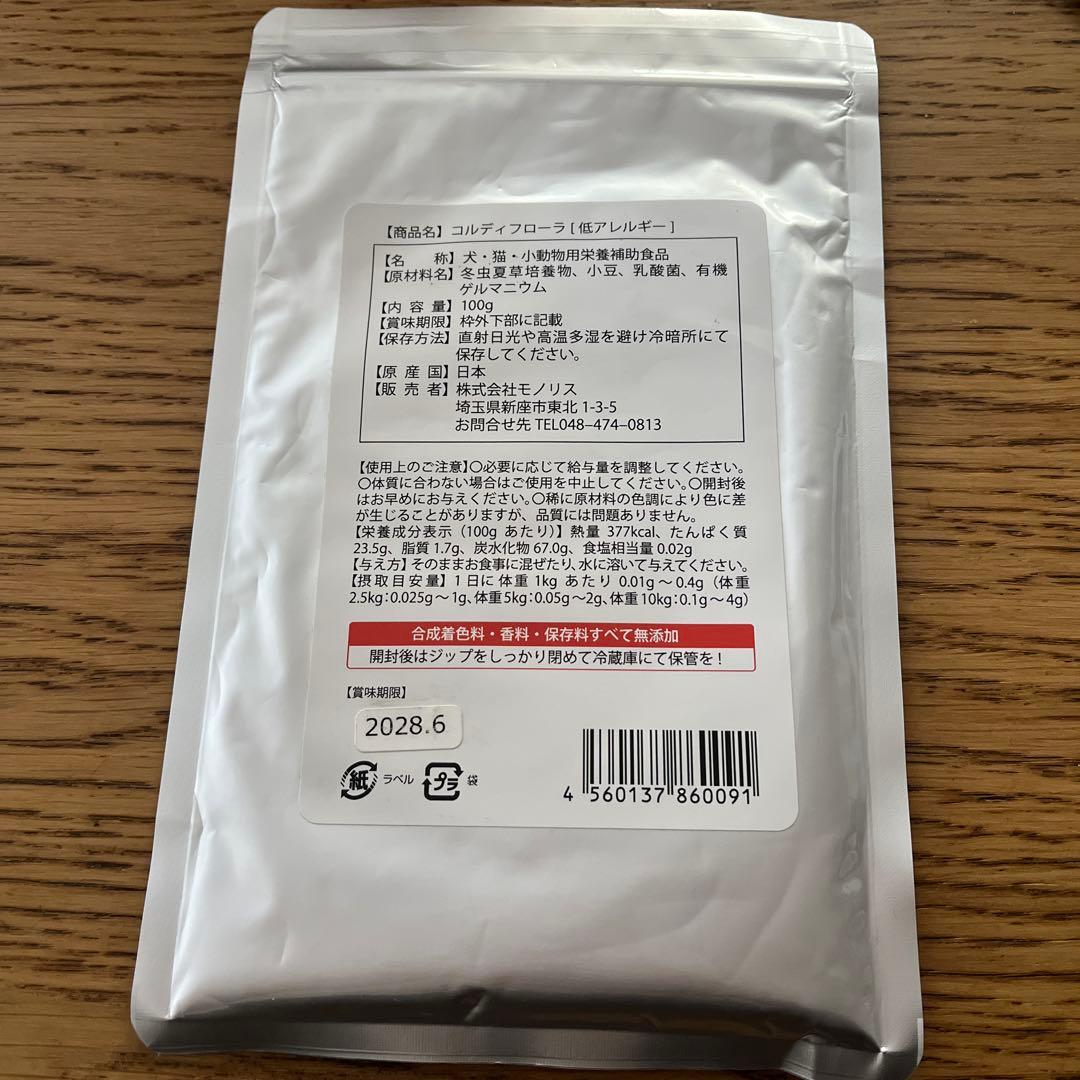 【商品名】コルディフローラ [ 低アレルギー ]
【名　　称】犬・猫・小動物用栄養補助食品
【原材料名】冬虫夏草培養物、小豆、乳酸菌、有機
ゲルマニウム
【内 容 量】100g
【賞味期限】枠外下部に記載
【保存方法】直射日光や高温多湿を避け冷暗所にて
保存してください。
【原 産 国】日本
【販 売 者】株式会社モノリス
埼玉県新座市東北 1-3-5
お問合せ先 TEL048–474–0813
【使用上のご注意】〇必要に応じて給与量を調整してください。
〇体質に合わない場合はご使用を中止してください。〇開封後
はお早めにお与えください。〇稀に原材料の色調により色に差
が生じることがありますが、品質には問題ありません。
【栄養成分表示（100g あたり）】熱量 377kcal、たんぱく質
23.5g、脂質 1.7g、炭水化物 67.0g、食塩相当量 0.02g
【与え方】そのままお食事に混ぜたり、水に溶いて与えてください。
【摂取目安量】1 日に 体重 1kg あたり 0.01g～0.4g（体重
2.5kg：0.025g～1g、体重 5kg：0.05g～2g、体重 10kg：0.1g～4g）
合成着色料・香料・保存料すべて無添加
開封後はジップをしっかり閉めて冷蔵庫にて保管を！
【賞味期限】
2028.6
紙 ラベル プラ 袋
4 560137 860091